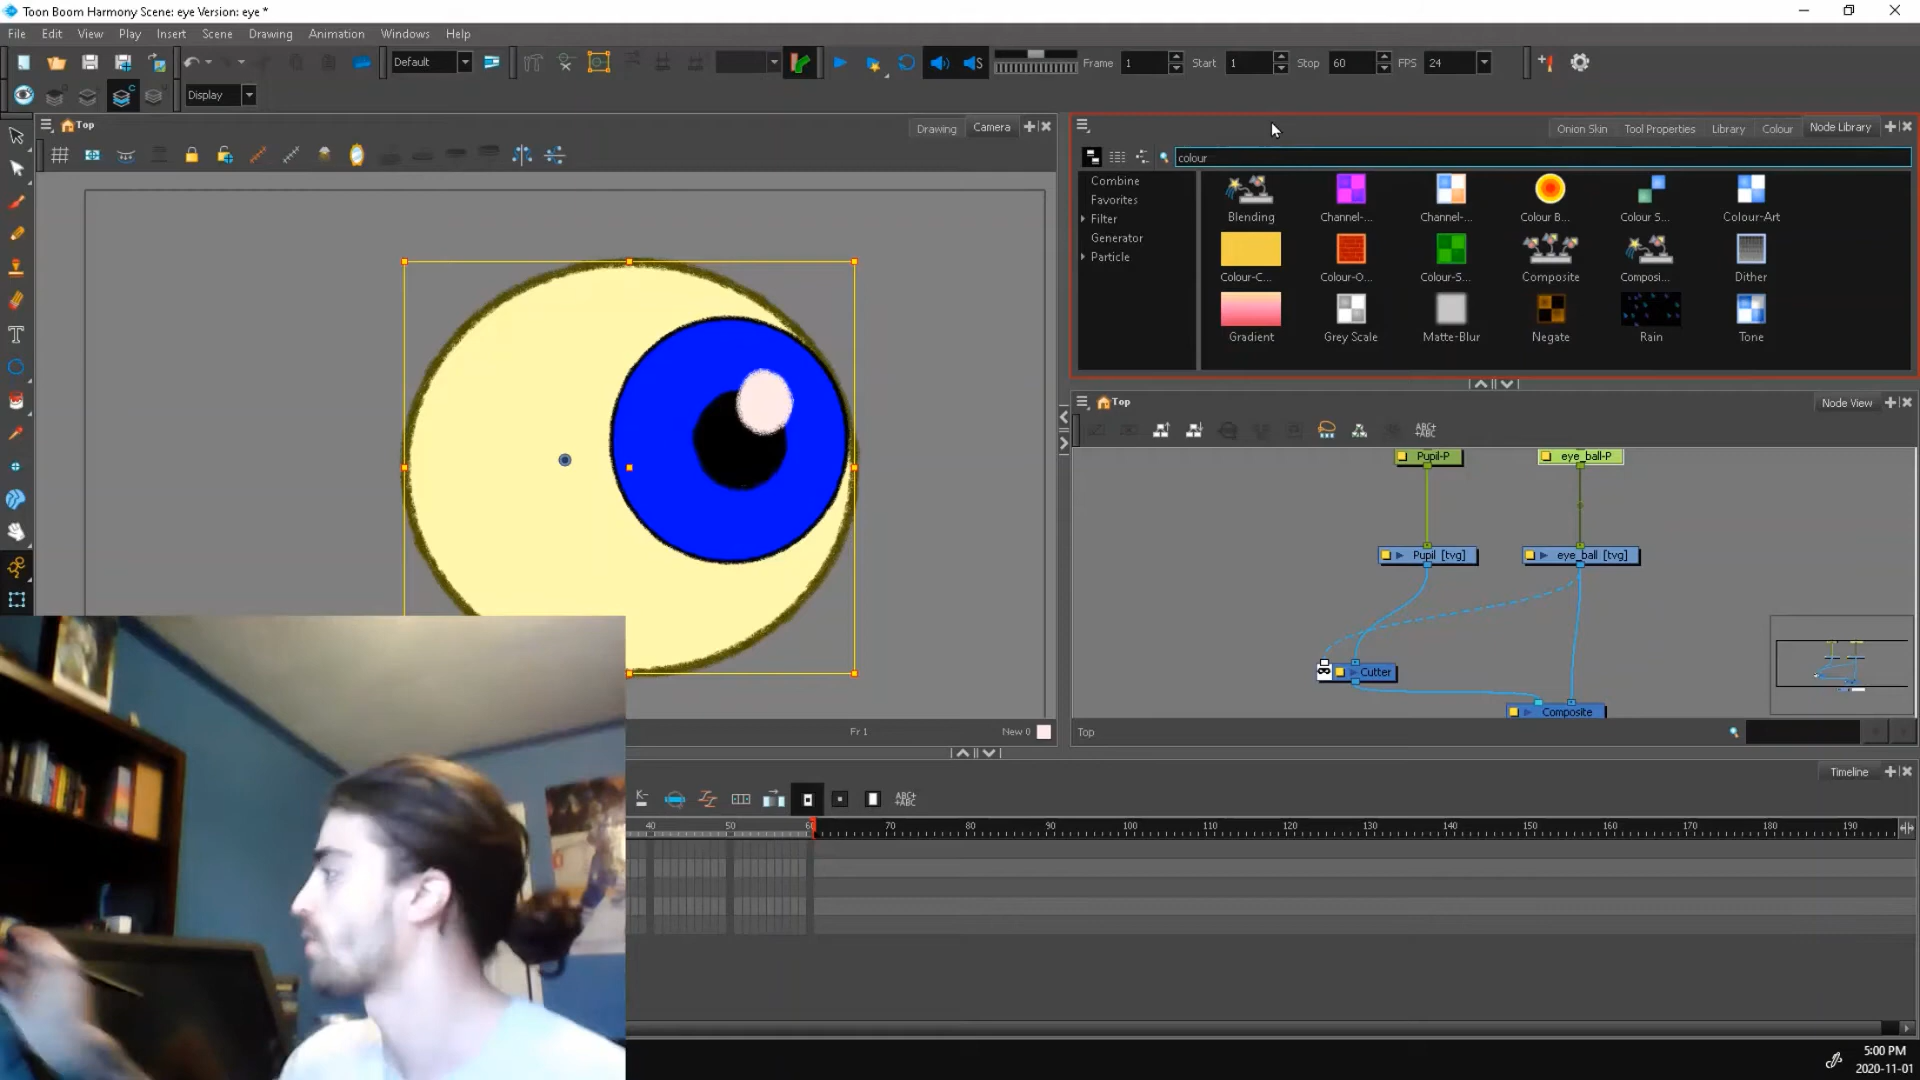 Toon Boom Harmony Scene: eye Version: eye *
File Edit View Play Insert Scene Drawing Animation Windows Help
Default Frame 1 Start 1 Stop 60 FPS 24
Display
Top Drawing Camera
Onion Skin Tool Properties Library Colour Node Library
colour
Combine
Favorites
Filter
Generator
Particle
Blending Channel-... Channel-... Colour B... Colour S... Colour-Art
Colour-C... Colour-O... Colour-S... Composite Composi... Dither
Gradient Grey Scale Matte-Blur Negate Rain Tone
Top Node View
ABC+
+ABC
Pupil-P eye_ball-P
Pupil [tvg] eye_ball [tvg]
Cutter
Composite
Fr 1 New 0
Top
Timeline
ABC+
+ABC
40 50 60 70 80 90 100 110 120 130 140 150 160 170 180 190
5:00 PM
2020-11-01